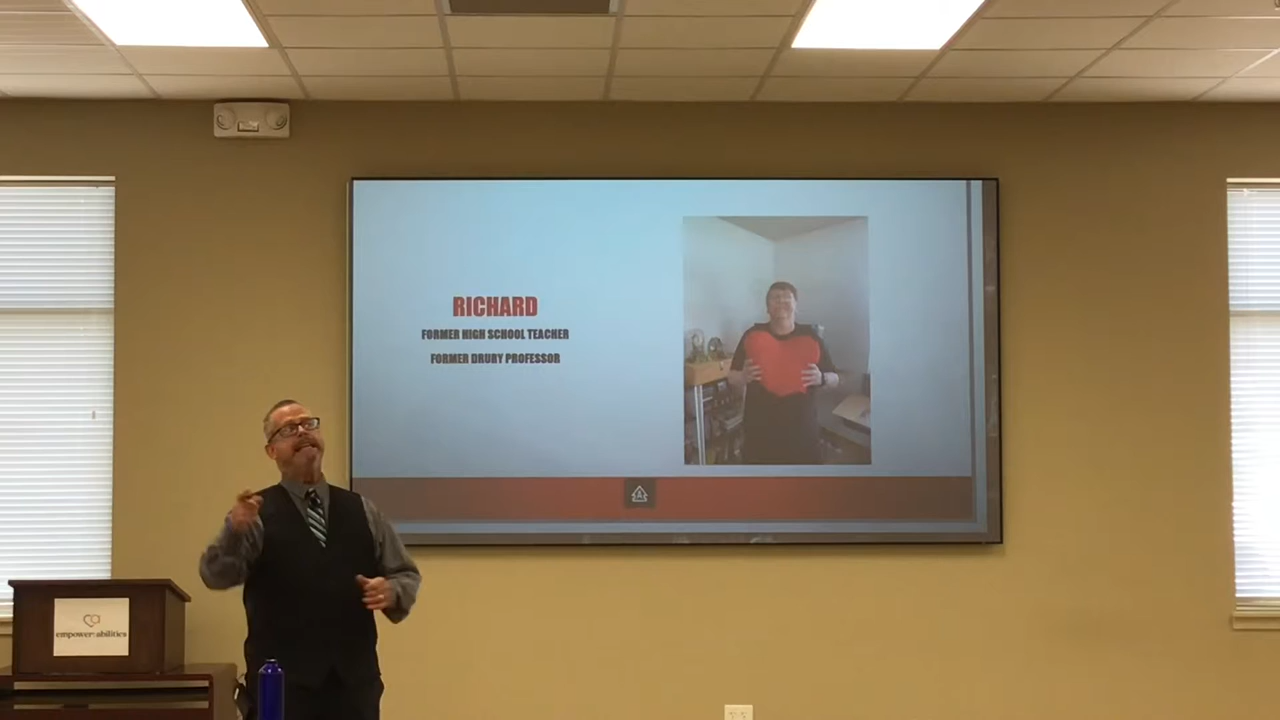 RICHARD
FORMER HIGH SCHOOL TEACHER
FORMER DRURY PROFESSOR
empower: abilities